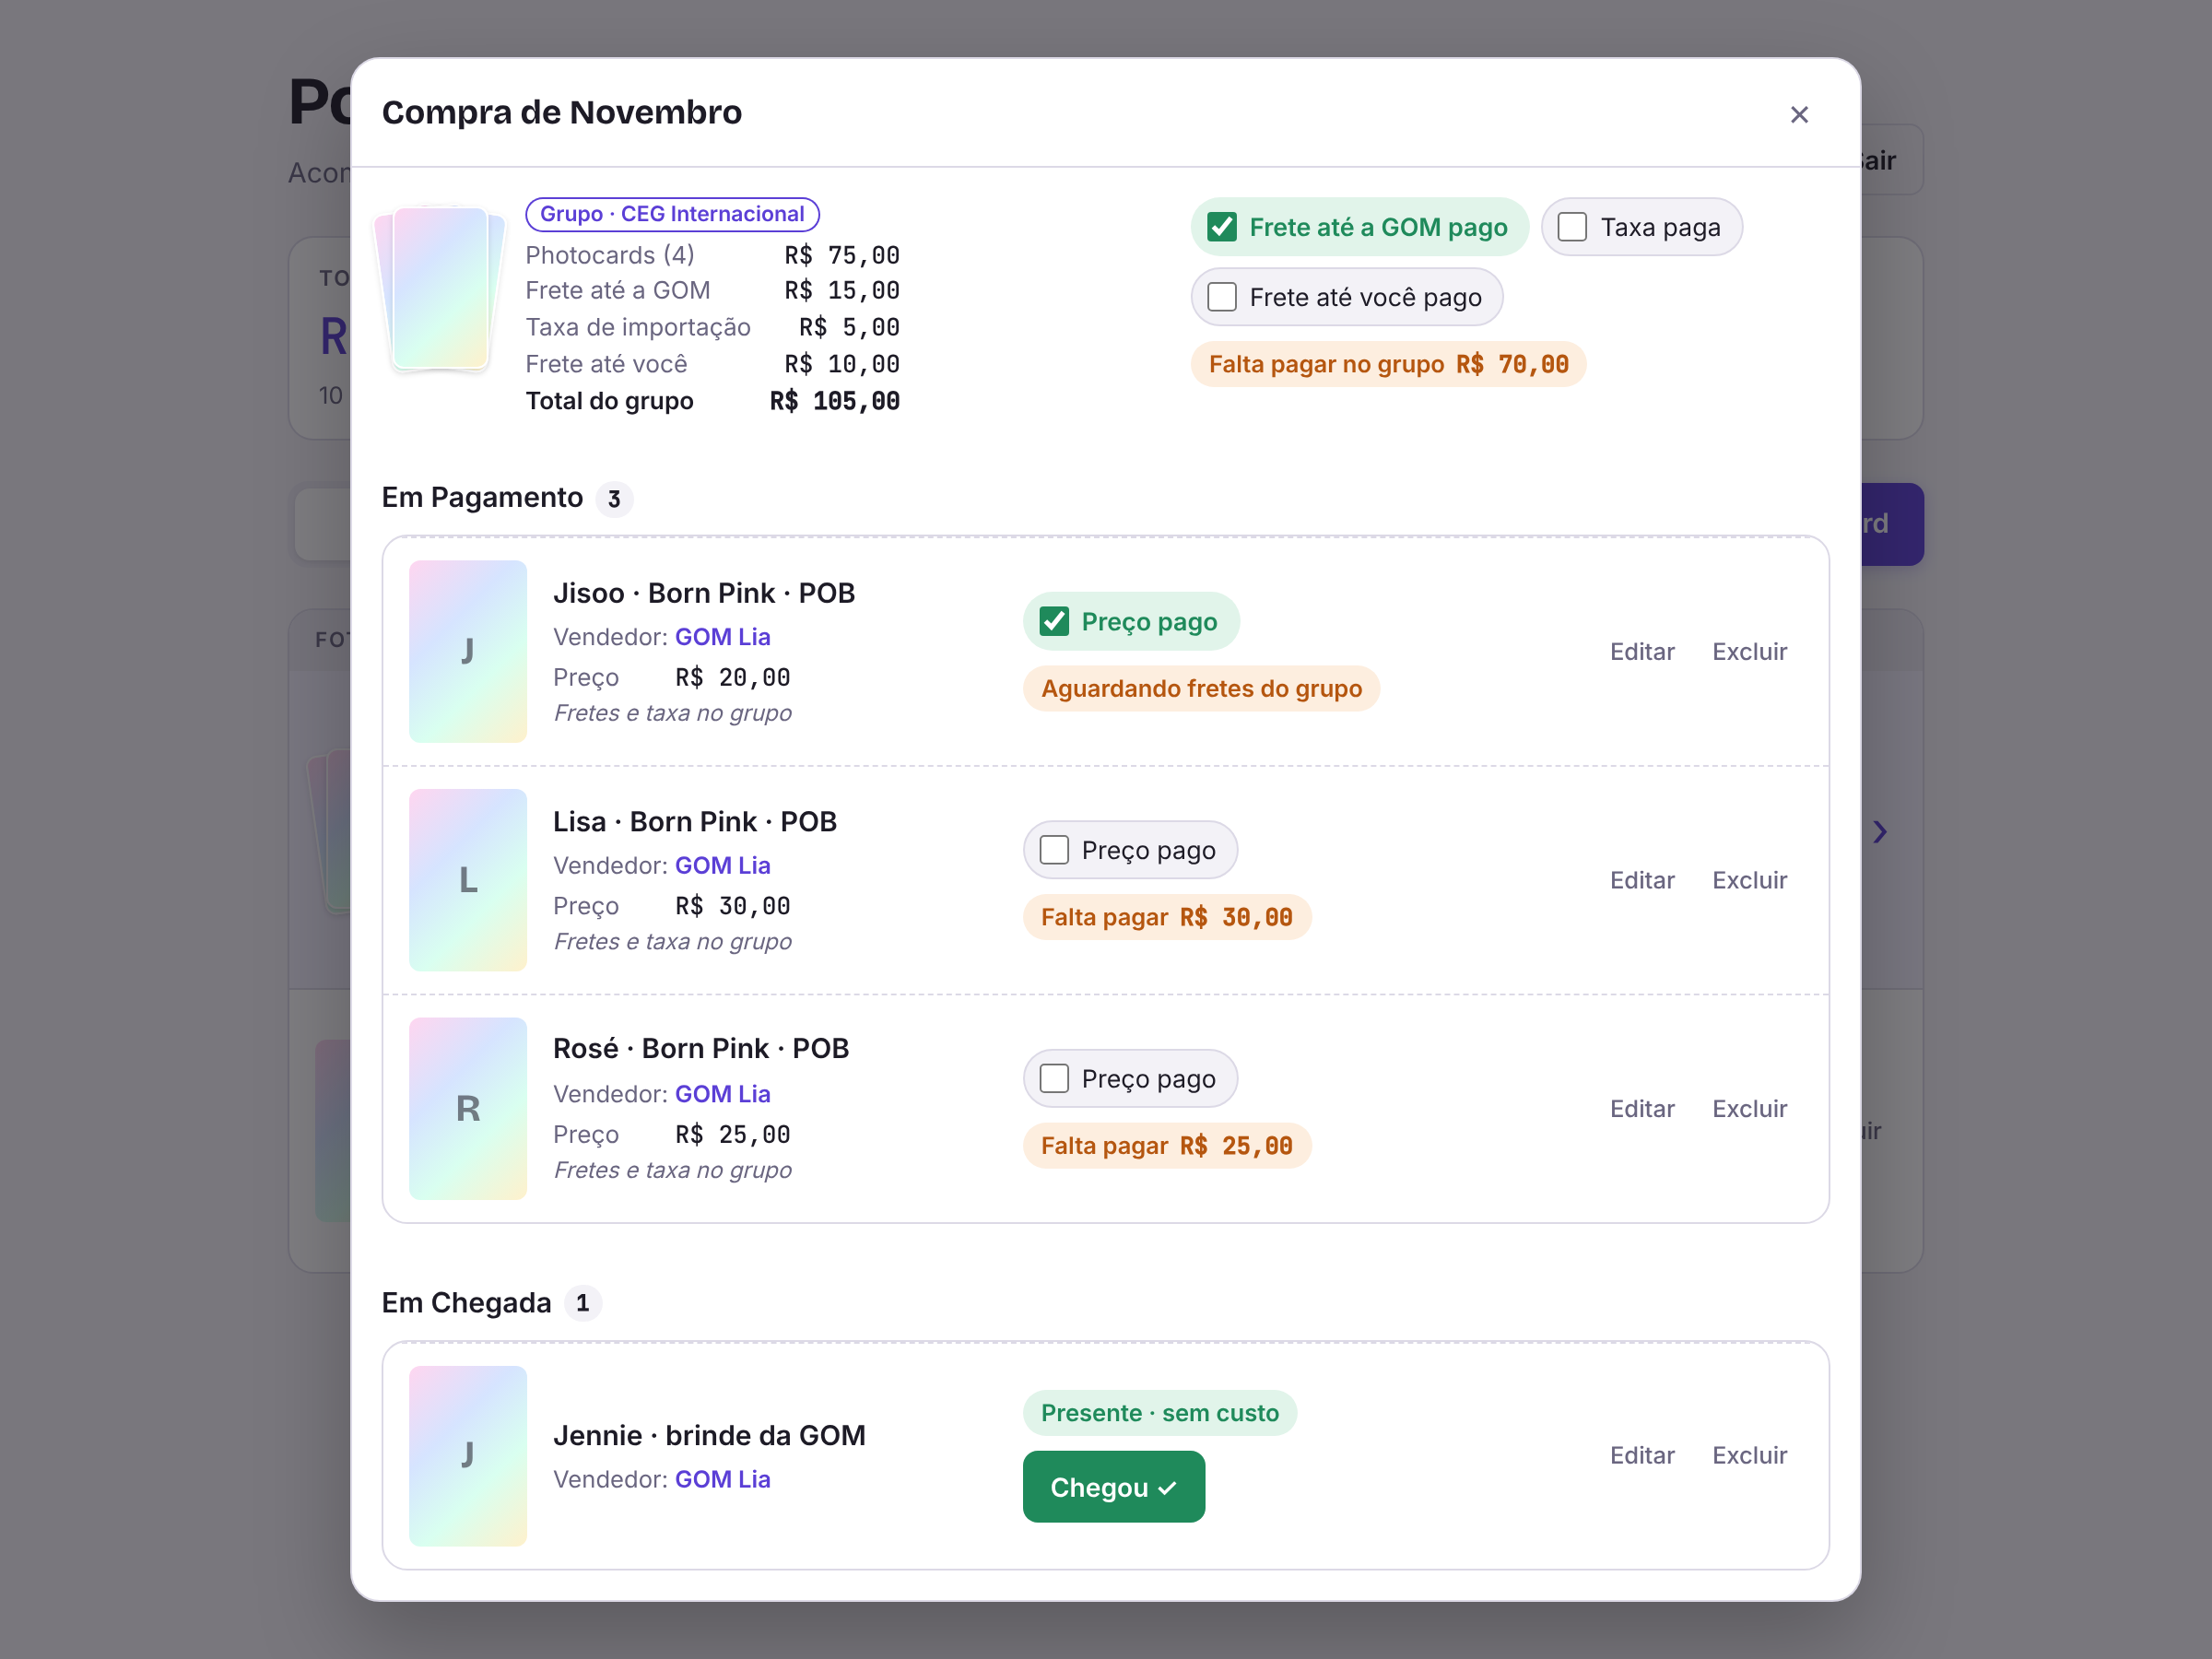 Compra de Novembro
×
Grupo · CEG Internacional
Photocards (4) R$ 75,00
Frete até a GOM R$ 15,00
Taxa de importação R$ 5,00
Frete até você R$ 10,00
Total do grupo R$ 105,00
Frete até a GOM pago
Taxa paga
Frete até você pago
Falta pagar no grupo R$ 70,00
Em Pagamento 3
J
Jisoo · Born Pink · POB
Vendedor: GOM Lia
Preço R$ 20,00
Fretes e taxa no grupo
Preço pago
Aguardando fretes do grupo
Editar Excluir
L
Lisa · Born Pink · POB
Vendedor: GOM Lia
Preço R$ 30,00
Fretes e taxa no grupo
Preço pago
Falta pagar R$ 30,00
Editar Excluir
R
Rosé · Born Pink · POB
Vendedor: GOM Lia
Preço R$ 25,00
Fretes e taxa no grupo
Preço pago
Falta pagar R$ 25,00
Editar Excluir
Em Chegada 1
J
Jennie · brinde da GOM
Vendedor: GOM Lia
Presente · sem custo
Chegou ✓
Editar Excluir
10